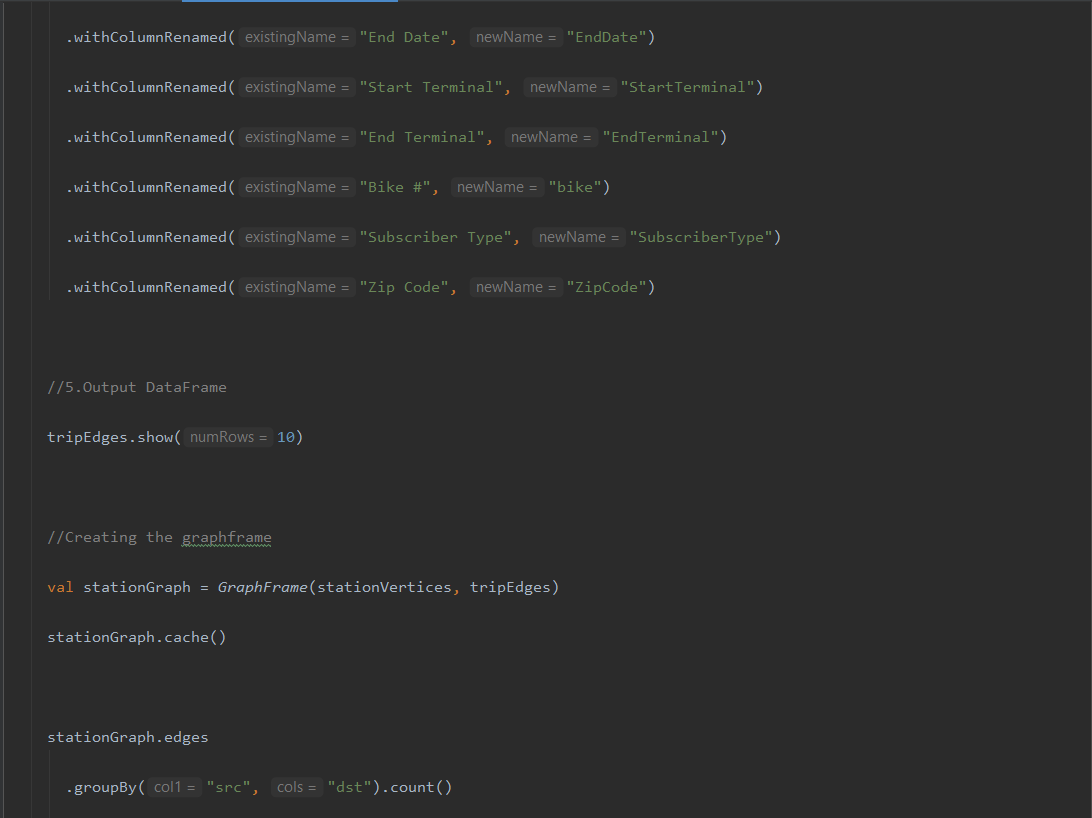 .withColumnRenamed( existingName = "End Date", newName = "EndDate")
.withColumnRenamed( existingName = "Start Terminal", newName = "StartTerminal")
.withColumnRenamed( existingName = "End Terminal", newName = "EndTerminal")
.withColumnRenamed( existingName = "Bike #", newName = "bike")
.withColumnRenamed( existingName = "Subscriber Type", newName = "SubscriberType")
.withColumnRenamed( existingName = "Zip Code", newName = "ZipCode")
//5.Output DataFrame
tripEdges.show( numRows = 10)
//Creating the graphframe
val stationGraph = GraphFrame(stationVertices, tripEdges)
stationGraph.cache()
stationGraph.edges
.groupBy( col1 = "src", cols = "dst").count()